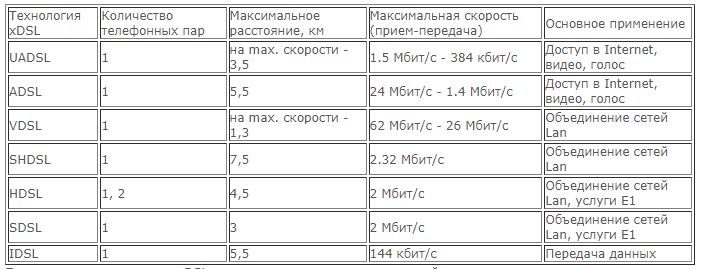 Технология xDSL | Количество телефонных пар | Максимальное расстояние, км | Максимальная скорость (прием-передача) | Основное применение
UADSL | 1 | на max. скорости - 3,5 | 1.5 Мбит/с - 384 кбит/с | Доступ в Internet, видео, голос
ADSL | 1 | 5,5 | 24 Мбит/с - 1.4 Мбит/с | Доступ в Internet, видео, голос
VDSL | 1 | на max. скорости - 1,3 | 62 Мбит/с - 26 Мбит/с | Объединение сетей Lan
SHDSL | 1 | 7,5 | 2.32 Мбит/с | Объединение сетей Lan
HDSL | 1, 2 | 4,5 | 2 Мбит/с | Объединение сетей Lan, услуги E1
SDSL | 1 | 3 | 2 Мбит/с | Объединение сетей Lan, услуги E1
IDSL | 1 | 5,5 | 144 кбит/с | Передача данных